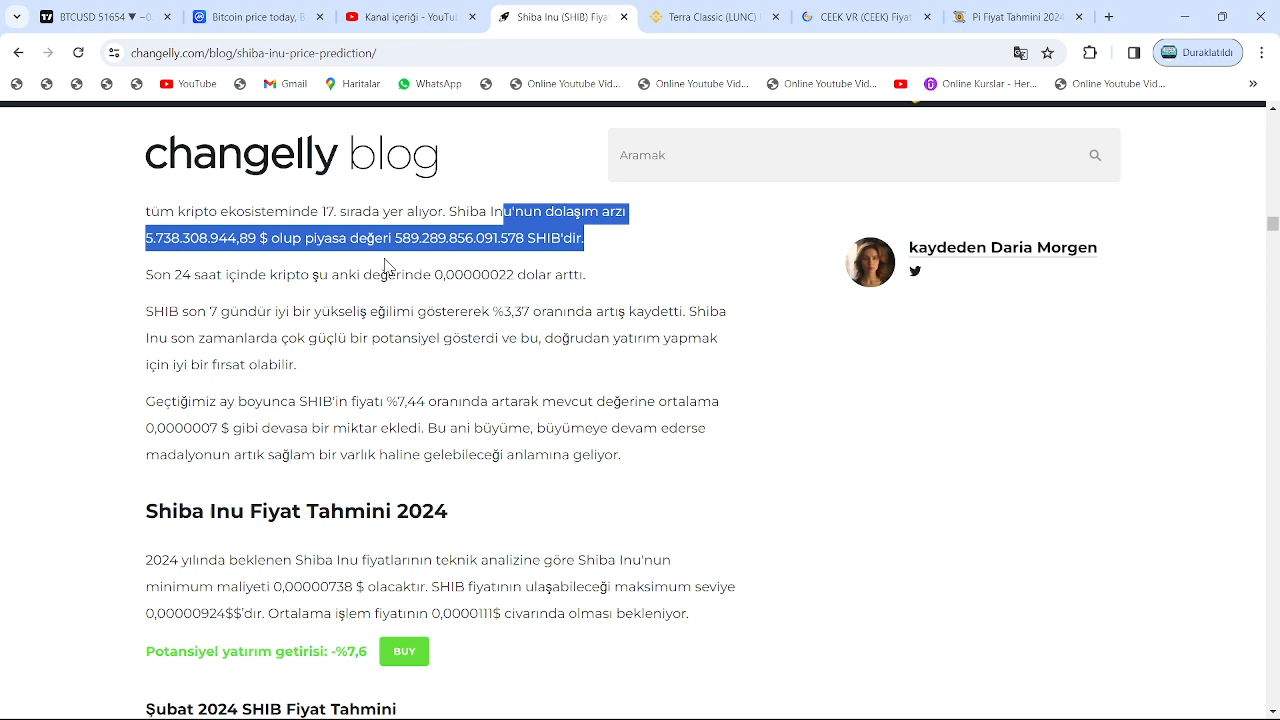 BTCUSD 51654 ▼ −0
Bitcoin price today, B
Kanal içeriği - YouTu
Shiba Inu (SHIB) Fiya
Terra Classic (LUNC)
CEEK VR (CEEK) Fiyat
Pi Fiyat Tahmini 2024
changelly.com/blog/shiba-inu-price-prediction/
Duraklatıldı
YouTube
Gmail
Haritalar
WhatsApp
Online Youtube Vid...
Online Youtube Vid...
Online Youtube Vid...
Online Kurslar - Her...
Online Youtube Vid...
changelly blog
Aramak
tüm kripto ekosisteminde 17. sırada yer alıyor. Shiba Inu'nun dolaşım arzı
5.738.308.944,89 $ olup piyasa değeri 589.289.856.091.578 SHIB'dir.
kaydeden Daria Morgen
Son 24 saat içinde kripto şu anki değerinde 0,00000022 dolar arttı.
SHIB son 7 gündür iyi bir yükseliş eğilimi göstererek %3,37 oranında artış kaydetti. Shiba
Inu son zamanlarda çok güçlü bir potansiyel gösterdi ve bu, doğrudan yatırım yapmak
için iyi bir fırsat olabilir.
Geçtiğimiz ay boyunca SHIB'in fiyatı %7,44 oranında artarak mevcut değerine ortalama
0,0000007 $ gibi devasa bir miktar ekledi. Bu ani büyüme, büyümeye devam ederse
madalyonun artık sağlam bir varlık haline gelebileceği anlamına geliyor.
Shiba Inu Fiyat Tahmini 2024
2024 yılında beklenen Shiba Inu fiyatlarının teknik analizine göre Shiba Inu'nun
minimum maliyeti 0,00000738 $ olacaktır. SHIB fiyatının ulaşabileceği maksimum seviye
0,00000924$$'dır. Ortalama işlem fiyatının 0,0000111$ civarında olması bekleniyor.
Potansiyel yatırım getirisi: -%7,6
BUY
Şubat 2024 SHIB Fiyat Tahmini